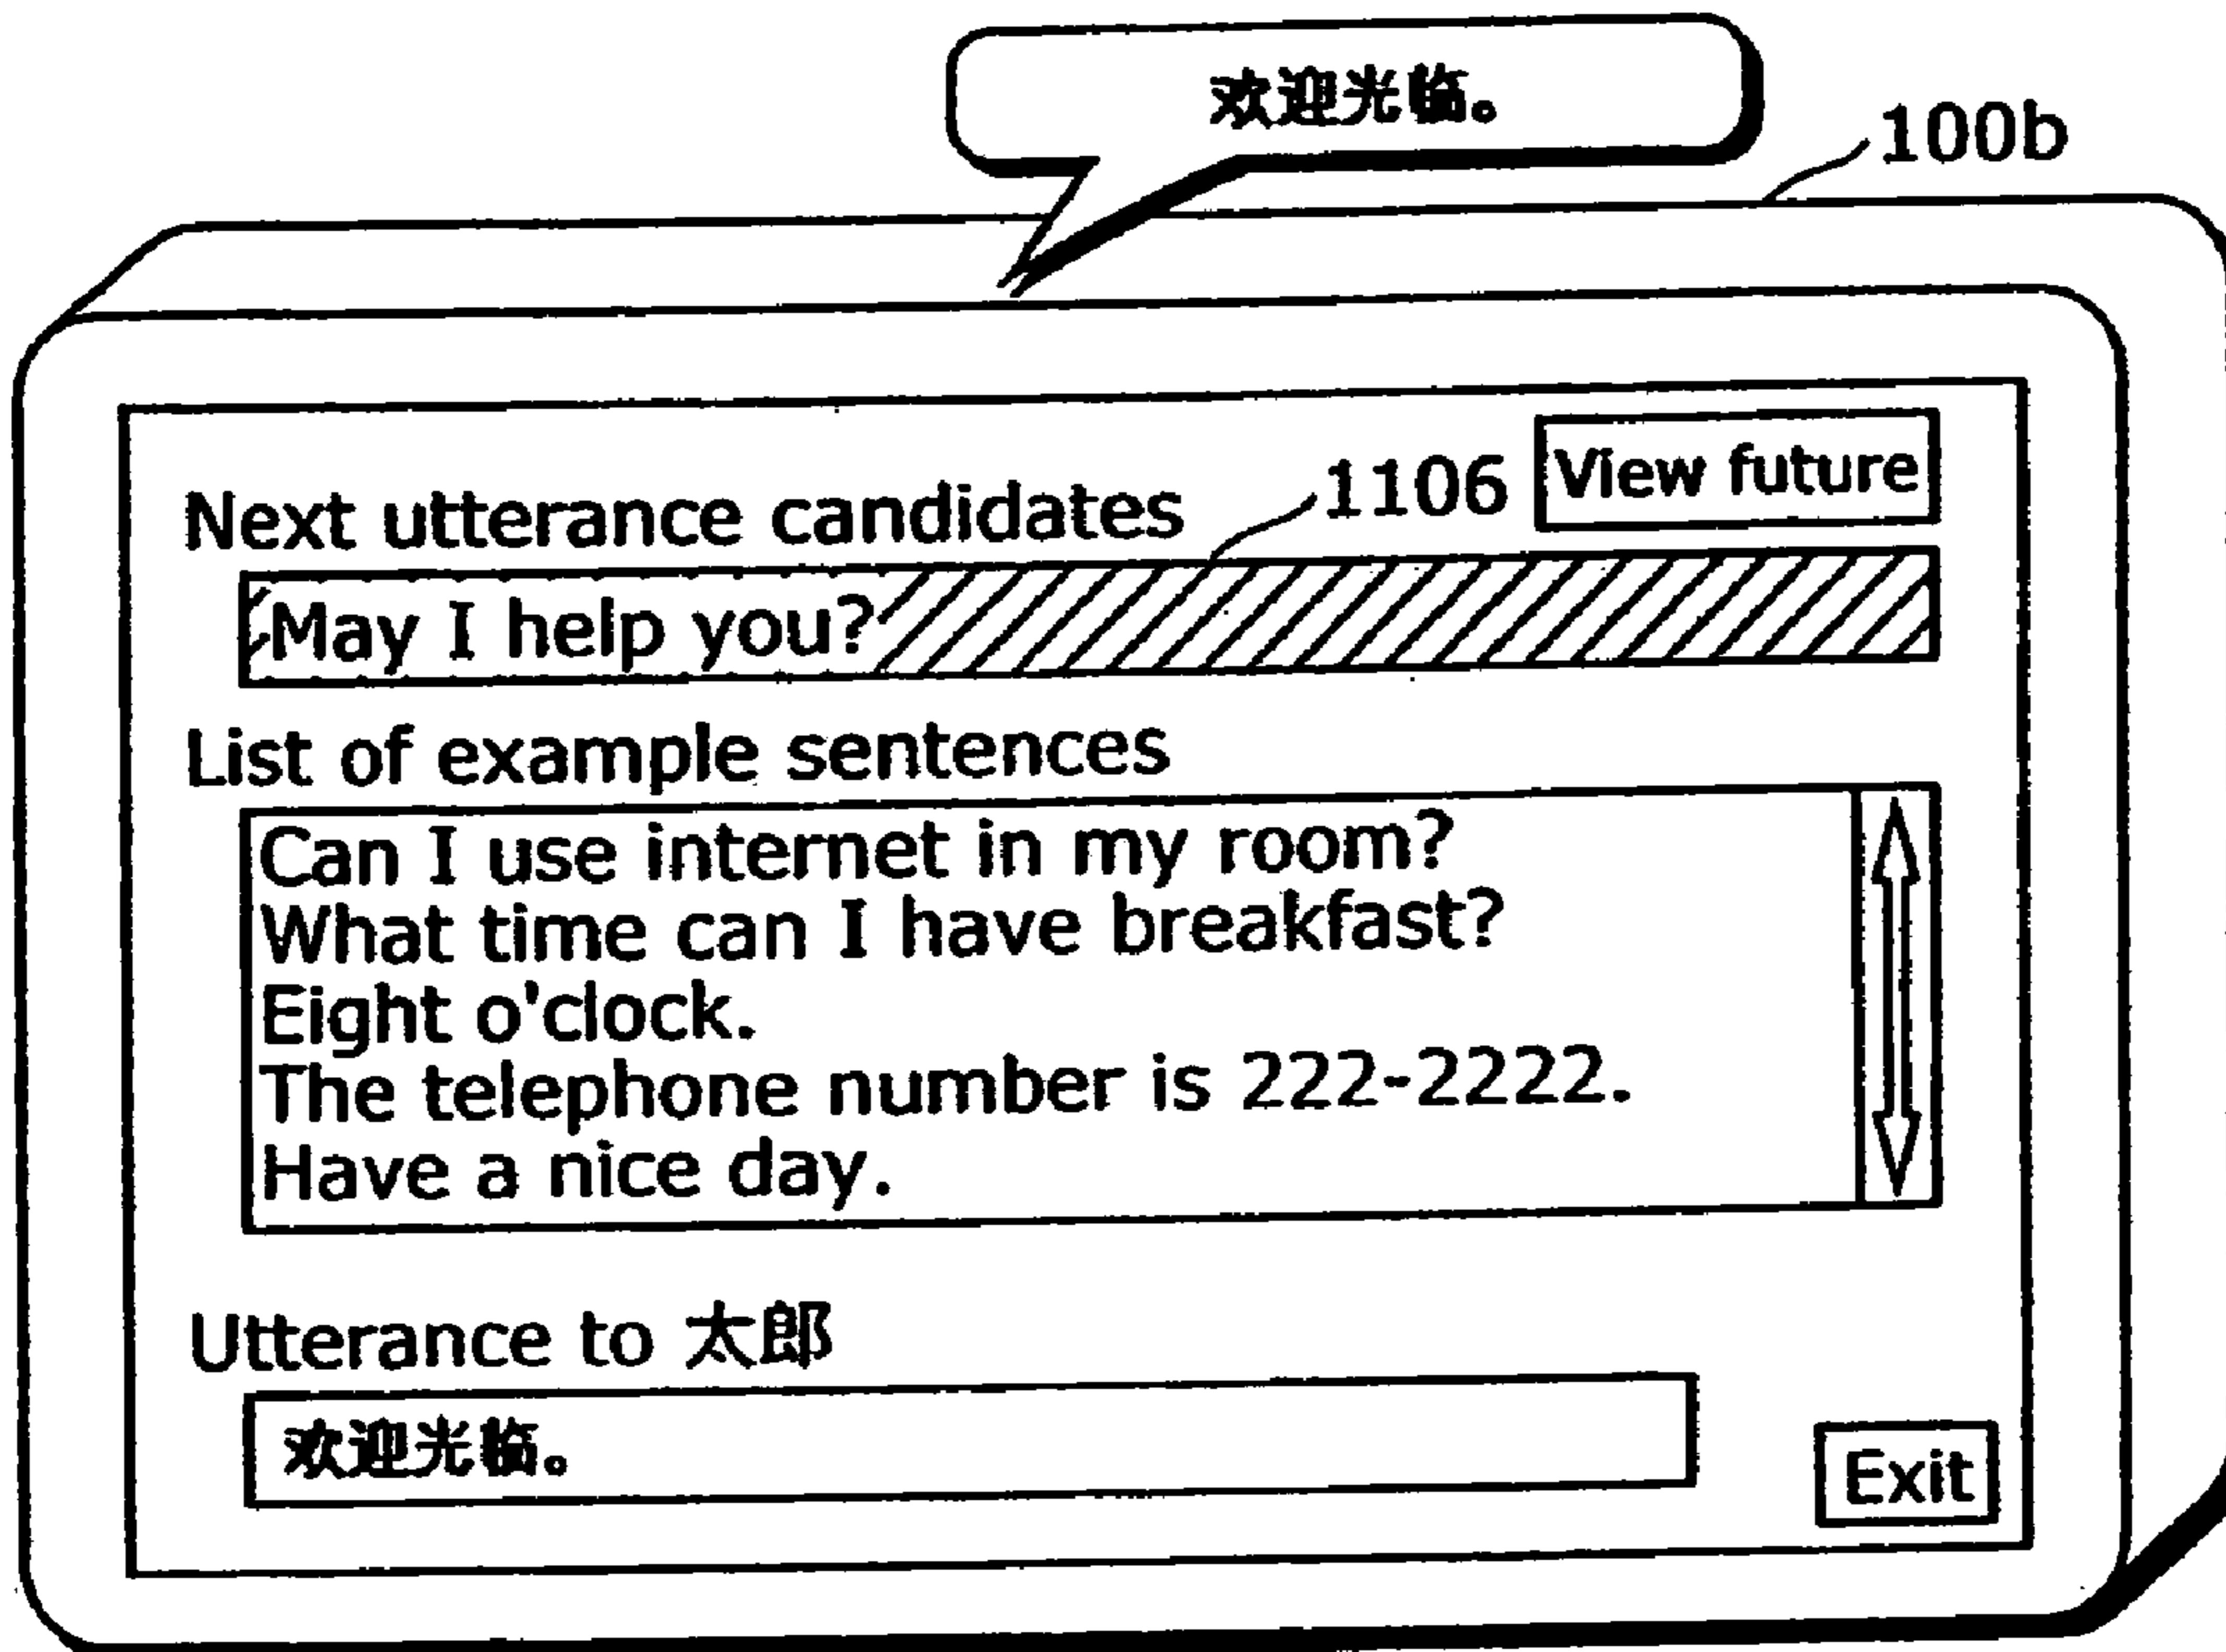 欢迎光临。
100b
View future
Next utterance candidates
1106
May I help you?
List of example sentences
Can I use internet in my room?
What time can I have breakfast?
Eight o'clock.
The telephone number is 222-2222.
Have a nice day.
Utterance to 太郎
欢迎光临。
Exit